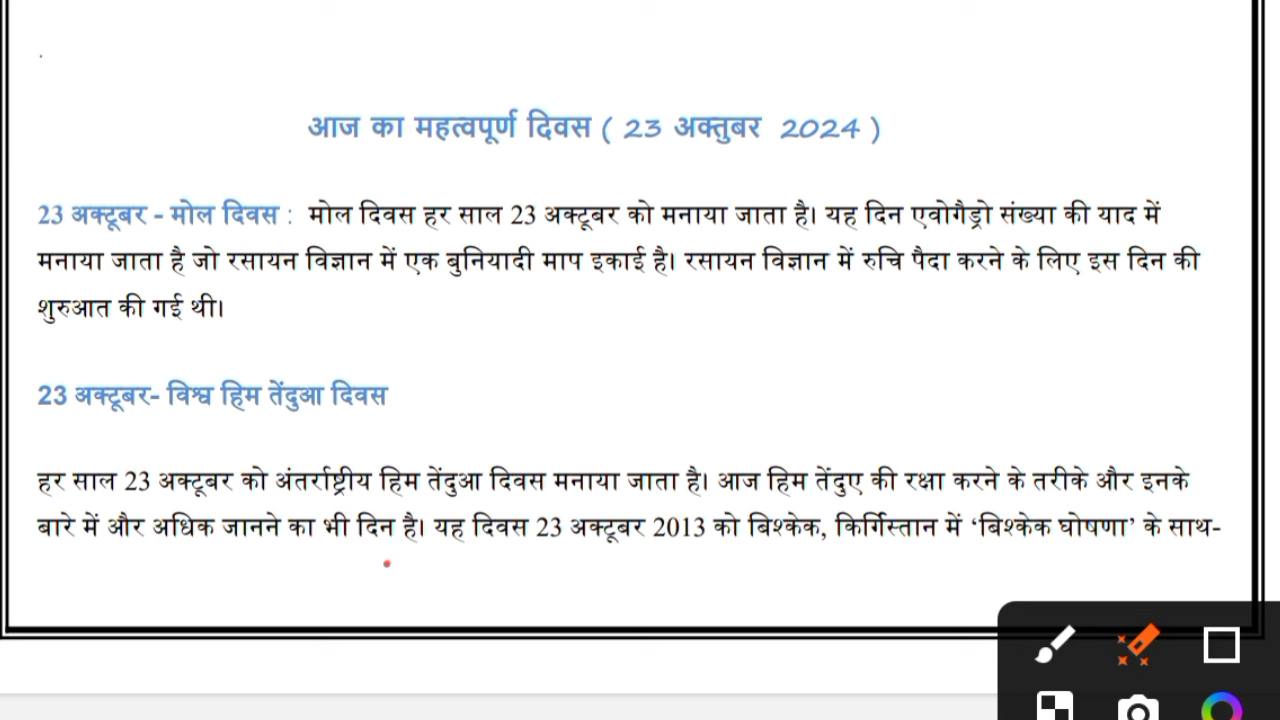 आज का महत्वपूर्ण दिवस ( 23 अक्तुबर 2024 )
23 अक्टूबर - मोल दिवस : मोल दिवस हर साल 23 अक्टूबर को मनाया जाता है। यह दिन एवोगैड्रो संख्या की याद में
मनाया जाता है जो रसायन विज्ञान में एक बुनियादी माप इकाई है। रसायन विज्ञान में रुचि पैदा करने के लिए इस दिन की
शुरुआत की गई थी।
23 अक्टूबर- विश्व हिम तेंदुआ दिवस
हर साल 23 अक्टूबर को अंतर्राष्ट्रीय हिम तेंदुआ दिवस मनाया जाता है। आज हिम तेंदुए की रक्षा करने के तरीके और इनके
बारे में और अधिक जानने का भी दिन है। यह दिवस 23 अक्टूबर 2013 को बिश्केक, किर्गिस्तान में ‘बिश्केक घोषणा’ के साथ-